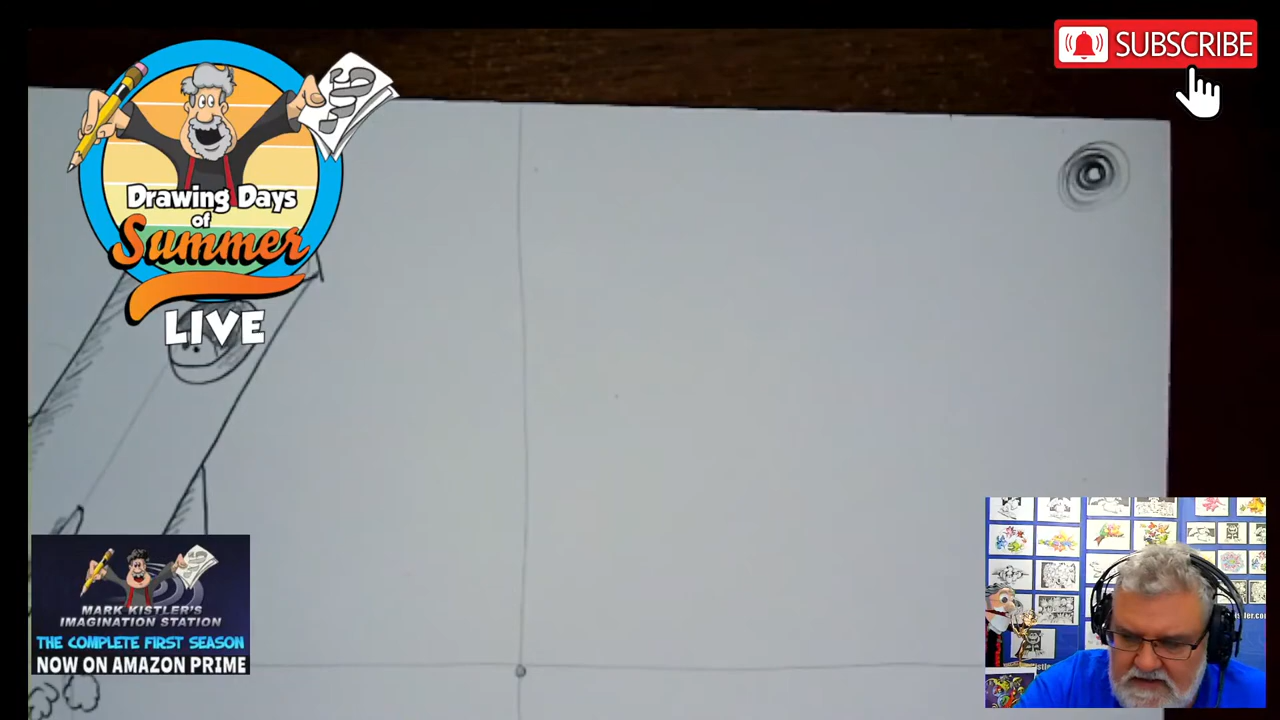 SUBSCRIBE
Drawing Days
of
Summer
LIVE
MARK KISTLER'S
IMAGINATION STATION
THE COMPLETE FIRST SEASON
NOW ON AMAZON PRIME